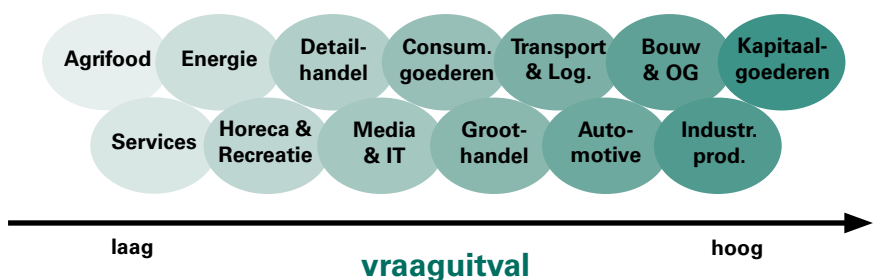 Agrifood
Energie
Detail-
handel
Consum.
goederen
Transport
& Log.
Bouw
& OG
Kapitaal-
goederen
Services
Horeca &
Recreatie
Media
& IT
Groot-
handel
Auto-
motive
Industr.
prod.
laag
vraaguitval
hoog